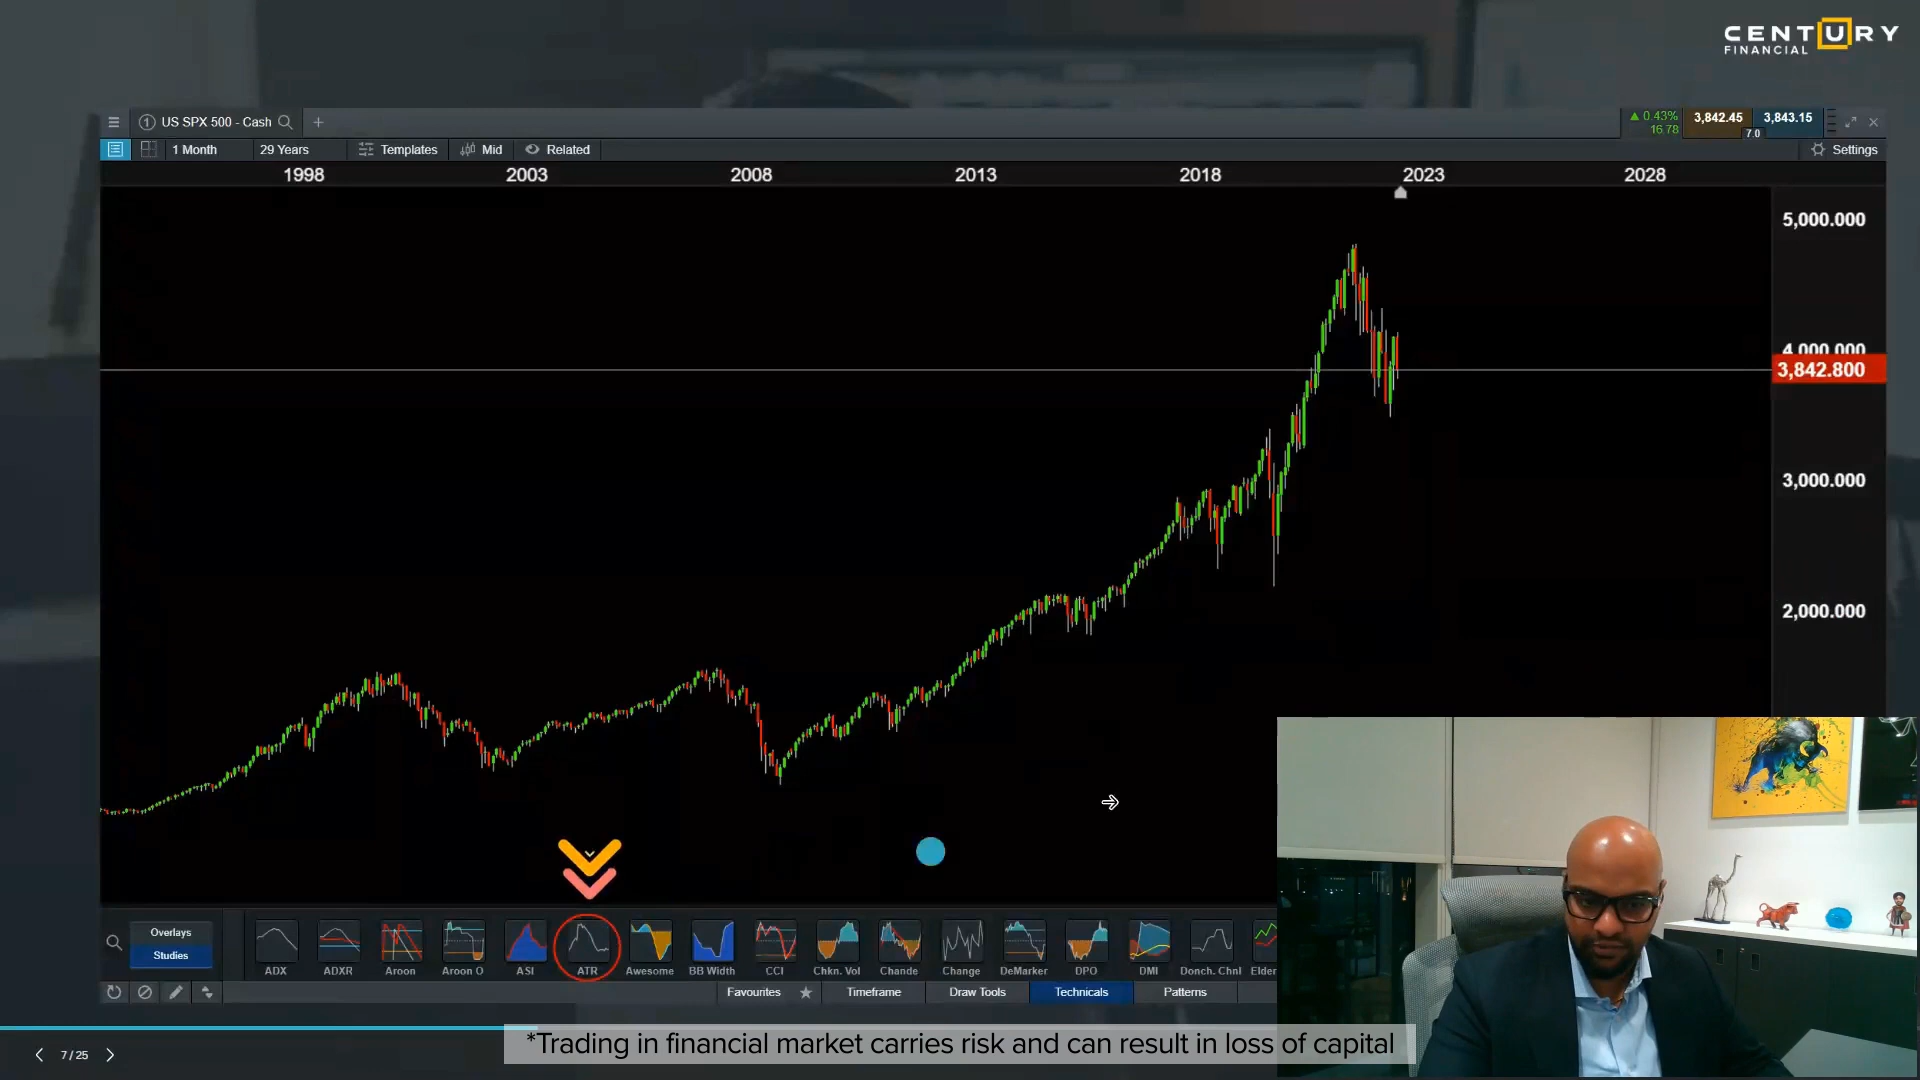 CENTURY
FINANCIAL
1 US SPX 500 - Cash
+
0.43%
16.78
3,842.45
3,843.15
7.0
1 Month
29 Years
Templates
Mid
Related
Settings
1998 2003 2008 2013 2018 2023 2028
5,000.000
4,000.000
3,842.800
3,000.000
2,000.000
Overlays
Studies
ADX ADXR Aroon Aroon O ASI ATR Awesome BB Width CCI Chkn. Vol Chande Change DeMarker DPO DMI Donch. Chnl Elder
Favourites Timeframe Draw Tools Technicals Patterns
*Trading in financial market carries risk and can result in loss of capital
7 / 25